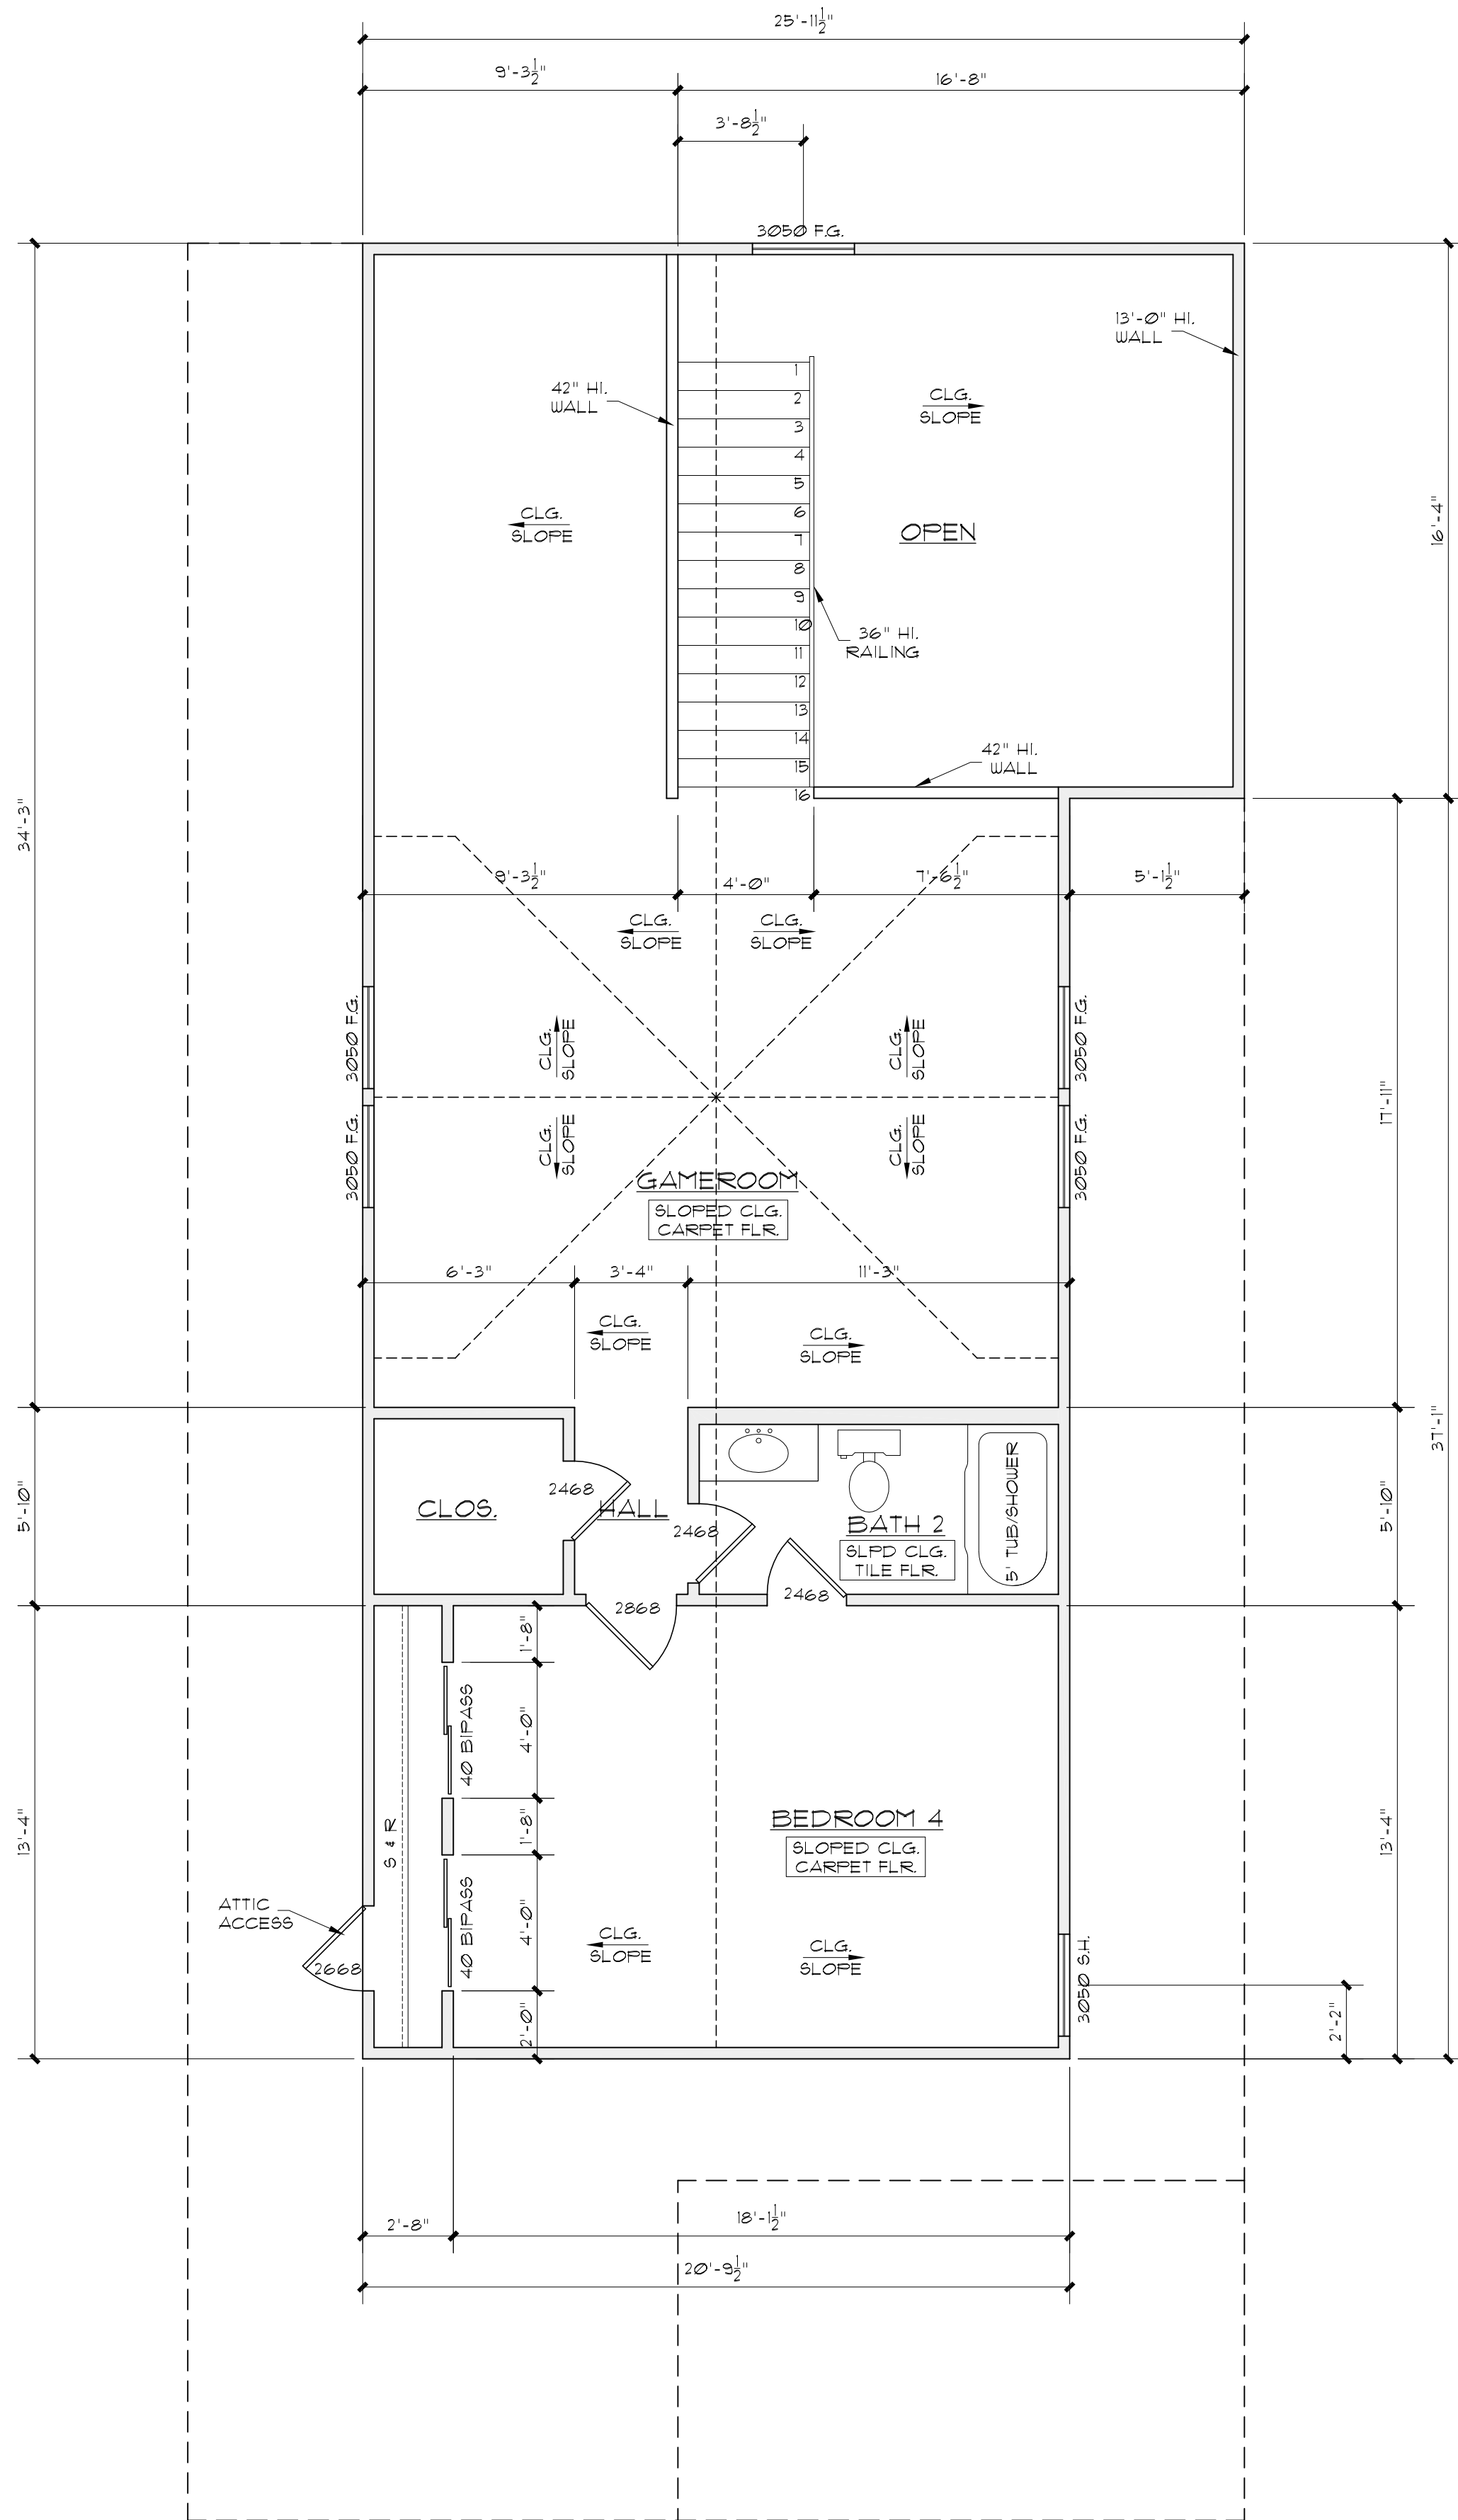 25'-11 1/2"
9'-3 1/2"
16'-8"
3'-8 1/2"
3050 F.G.
13'-0" HI.
WALL
42" HI.
WALL
CLG.
SLOPE
CLG.
SLOPE
OPEN
1
2
3
4
5
6
7
8
9
10
11
12
13
14
15
16
36" HI.
RAILING
42" HI.
WALL
16'-4"
34'-3"
9'-3 1/2"
4'-0"
7'-6 1/2"
5'-1 1/2"
CLG.
SLOPE
CLG.
SLOPE
3050 F.G.
CLG.
SLOPE
CLG.
SLOPE
3050 F.G.
17'-11"
3050 F.G.
CLG.
SLOPE
CLG.
SLOPE
3050 F.G.
GAMEROOM
SLOPED CLG.
CARPET FLR.
6'-3"
3'-4"
11'-3"
CLG.
SLOPE
CLG.
SLOPE
37'-1"
5'-10"
CLOS.
2468
HALL
2468
BATH 2
SLPD CLG.
TILE FLR.
5' TUB/SHOWER
5'-10"
2868
2468
1'-8"
40 BIPASS
4'-0"
13'-4"
S & R
1'-8"
BEDROOM 4
SLOPED CLG.
CARPET FLR.
13'-4"
ATTIC
ACCESS
2668
40 BIPASS
4'-0"
CLG.
SLOPE
CLG.
SLOPE
3050 S.H.
2'-0"
2'-2"
2'-8"
18'-1 1/2"
20'-9 1/2"